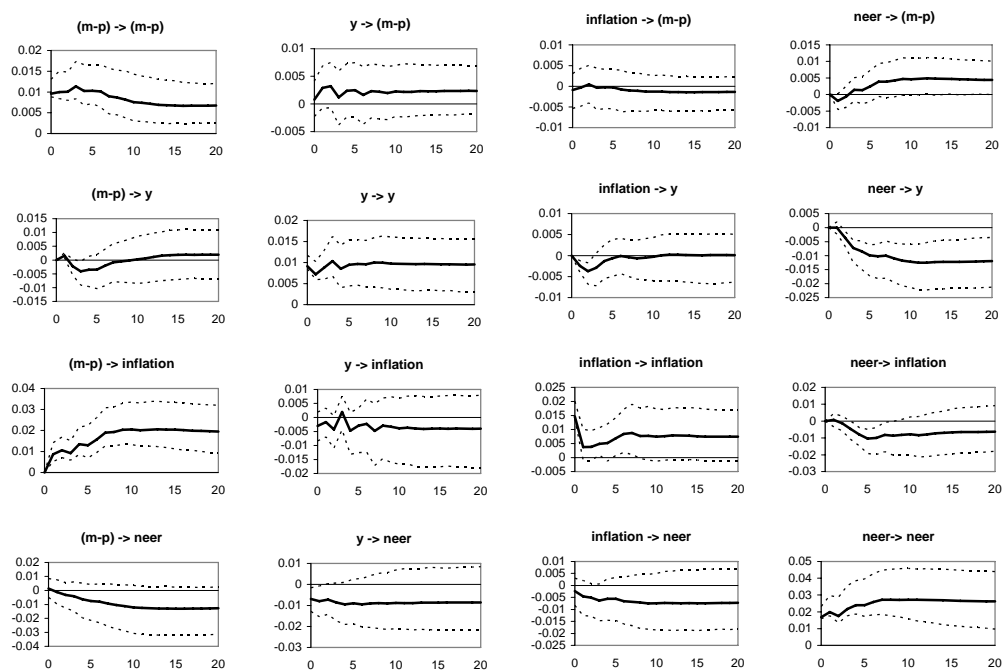 (m-p) -> (m-p)
0.02
0.015
0.01
0.005
0
0 5 10 15 20
y -> (m-p)
0.01
0.005
0
-0.005
0 5 10 15 20
inflation -> (m-p)
0.01
0.005
0
-0.005
-0.01
0 5 10 15 20
neer -> (m-p)
0.015
0.01
0.005
0
-0.005
-0.01
0 5 10 15 20
(m-p) -> y
0.015
0.01
0.005
0
-0.005
-0.01
-0.015
0 5 10 15 20
y -> y
0.02
0.015
0.01
0.005
0
0 5 10 15 20
inflation -> y
0.01
0.005
0
-0.005
-0.01
0 5 10 15 20
neer -> y
0.005
0
-0.005
-0.01
-0.015
-0.02
-0.025
0 5 10 15 20
(m-p) -> inflation
0.04
0.03
0.02
0.01
0
0 5 10 15 20
y -> inflation
0.01
0.005
0
-0.005
-0.01
-0.015
-0.02
0 5 10 15 20
inflation -> inflation
0.025
0.02
0.015
0.01
0.005
0
-0.005
0 5 10 15 20
neer-> inflation
0.02
0.01
0
-0.01
-0.02
-0.03
0 5 10 15 20
(m-p) -> neer
0.02
0.01
0
-0.01
-0.02
-0.03
-0.04
0 5 10 15 20
y -> neer
0.01
0
-0.01
-0.02
-0.03
0 5 10 15 20
inflation -> neer
0.01
0.005
0
-0.005
-0.01
-0.015
-0.02
-0.025
0 5 10 15 20
neer-> neer
0.05
0.04
0.03
0.02
0.01
0
0 5 10 15 20